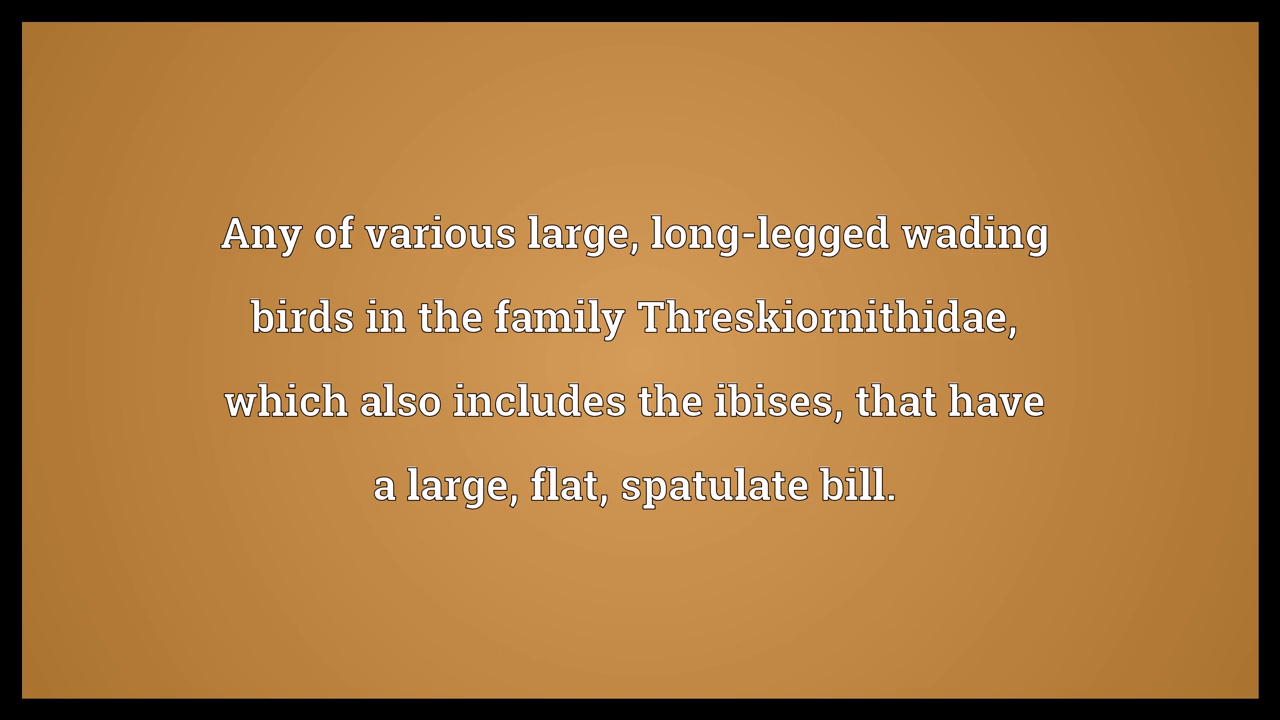 Any of various large, long-legged wading
birds in the family Threskiornithidae,
which also includes the ibises, that have
a large, flat, spatulate bill.